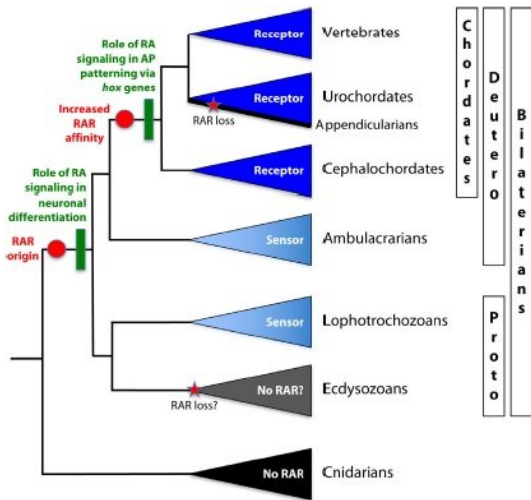 Role of RA
signaling in AP
patterning via
hox genes
Increased
RAR
affinity
Role of RA
signaling in
neuronal
differentiation
RAR
origin
Receptor
Vertebrates
Receptor
Urochordates
RAR loss
Appendicularians
Receptor
Cephalochordates
Sensor
Ambulacrarians
Sensor
Lophotrochozoans
No RAR?
Ecdysozoans
RAR loss?
No RAR
Cnidarians
Chordates
Deutero
Proto
Bilaterians